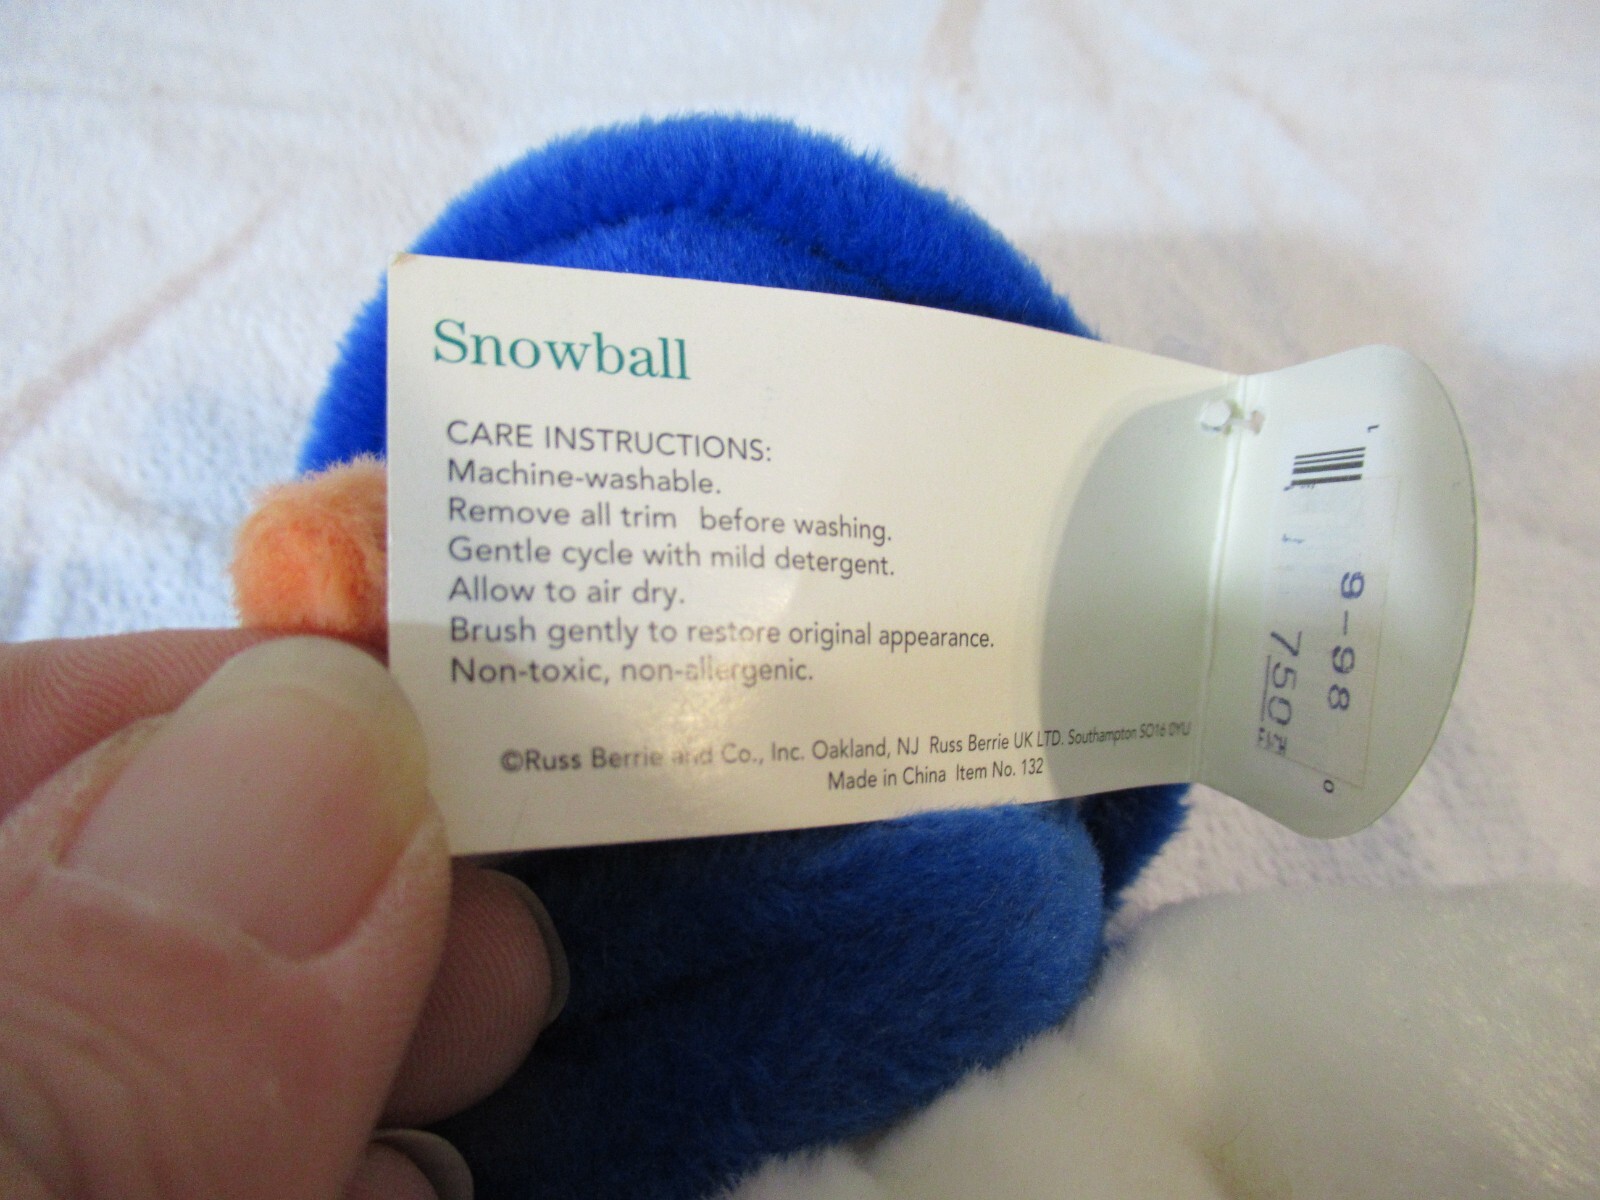 Snowball
CARE INSTRUCTIONS:
Machine-washable.
Remove all trim before washing.
Gentle cycle with mild detergent.
Allow to air dry.
Brush gently to restore original appearance.
Non-toxic, non-allergenic.
©Russ Berrie and Co., Inc. Oakland, NJ Russ Berrie UK LTD. Southampton SO16 0YU
Made in China Item No. 132
9-98
7503